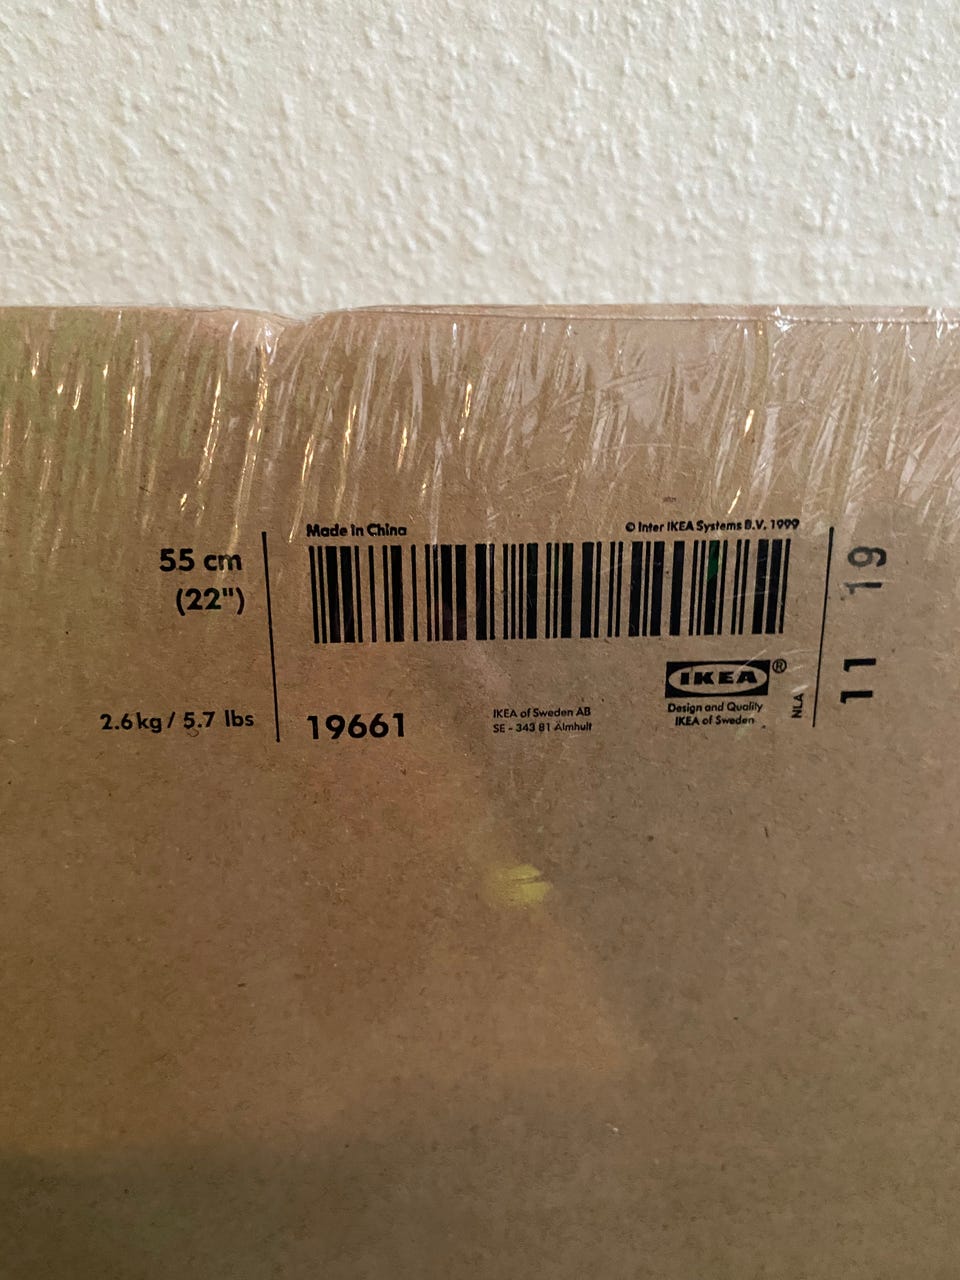 Made in China
© Inter IKEA Systems B.V. 1999
55 cm
(22")
2.6 kg / 5.7 lbs
19661
IKEA of Sweden AB
SE - 343 81 Älmhult
IKEA®
Design and Quality
IKEA of Sweden
NLA
11 19